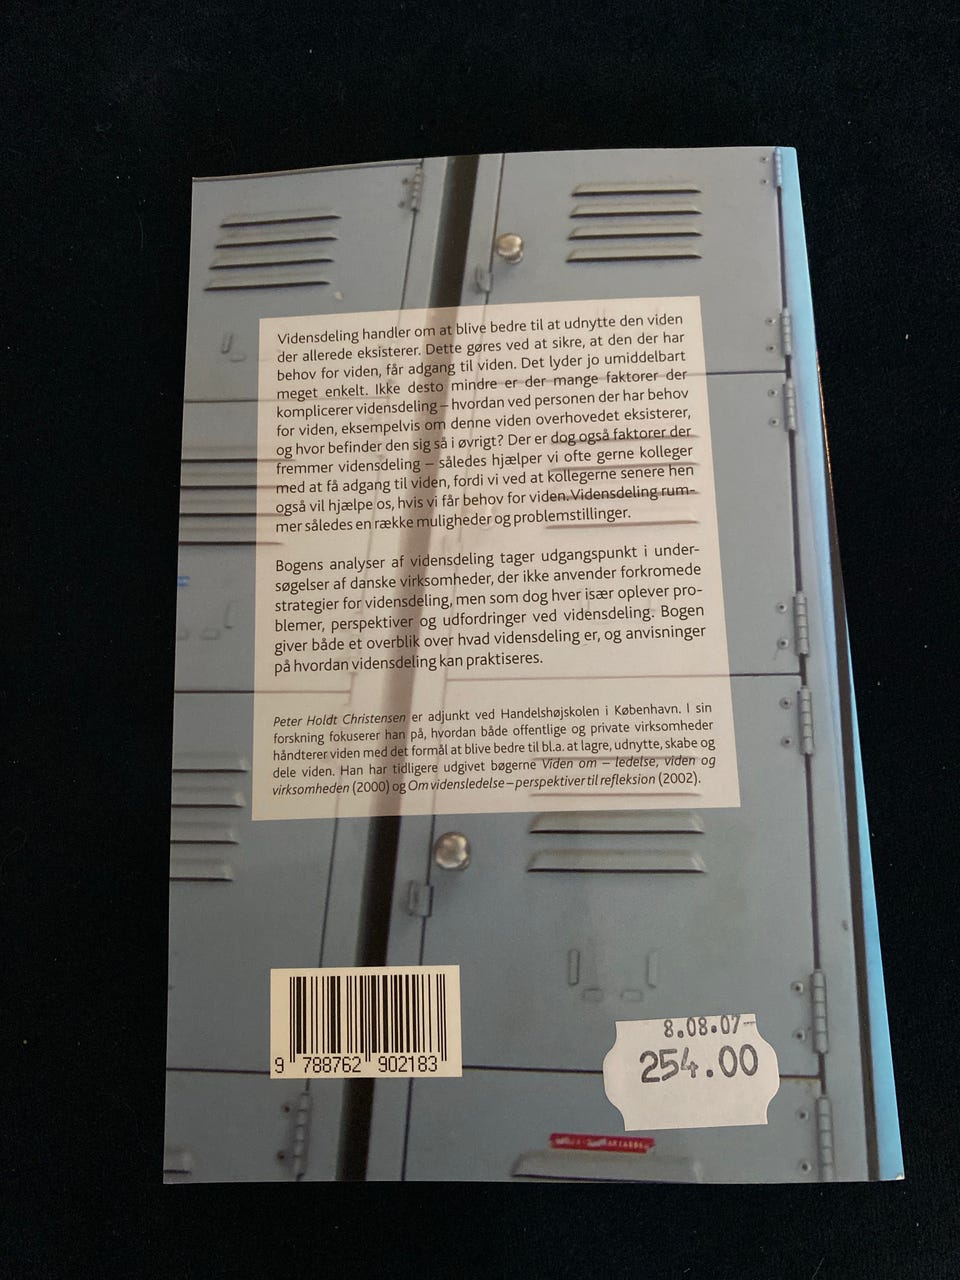 Vidensdeling handler om at blive bedre til at udnytte den viden
der allerede eksisterer. Dette gøres ved at sikre, at den der har
behov for viden, får adgang til viden. Det lyder jo umiddelbart
meget enkelt. Ikke desto mindre er der mange faktorer der
komplicerer vidensdeling – hvordan ved personen der har behov
for viden, eksempelvis om denne viden overhovedet eksisterer,
og hvor befinder den sig så i øvrigt? Der er dog også faktorer der
fremmer vidensdeling – således hjælper vi ofte gerne kolleger
med at få adgang til viden, fordi vi ved at kollegerne senere hen
også vil hjælpe os, hvis vi får behov for viden. Vidensdeling rum-
mer således en række muligheder og problemstillinger.
Bogens analyser af vidensdeling tager udgangspunkt i under-
søgelser af danske virksomheder, der ikke anvender forkromede
strategier for vidensdeling, men som dog hver især oplever pro-
blemer, perspektiver og udfordringer ved vidensdeling. Bogen
giver både et overblik over hvad vidensdeling er, og anvisninger
på hvordan vidensdeling kan praktiseres.
Peter Holdt Christensen er adjunkt ved Handelshøjskolen i København. I sin
forskning fokuserer han på, hvordan både offentlige og private virksomheder
håndterer viden med det formål at blive bedre til bl.a. at lagre, udnytte, skabe og
dele viden. Han har tidligere udgivet bøgerne Viden om – ledelse, viden og
virksomheden (2000) og Om vidensledelse – perspektiver til refleksion (2002).
9 788762 902183
8.08.07
254.00